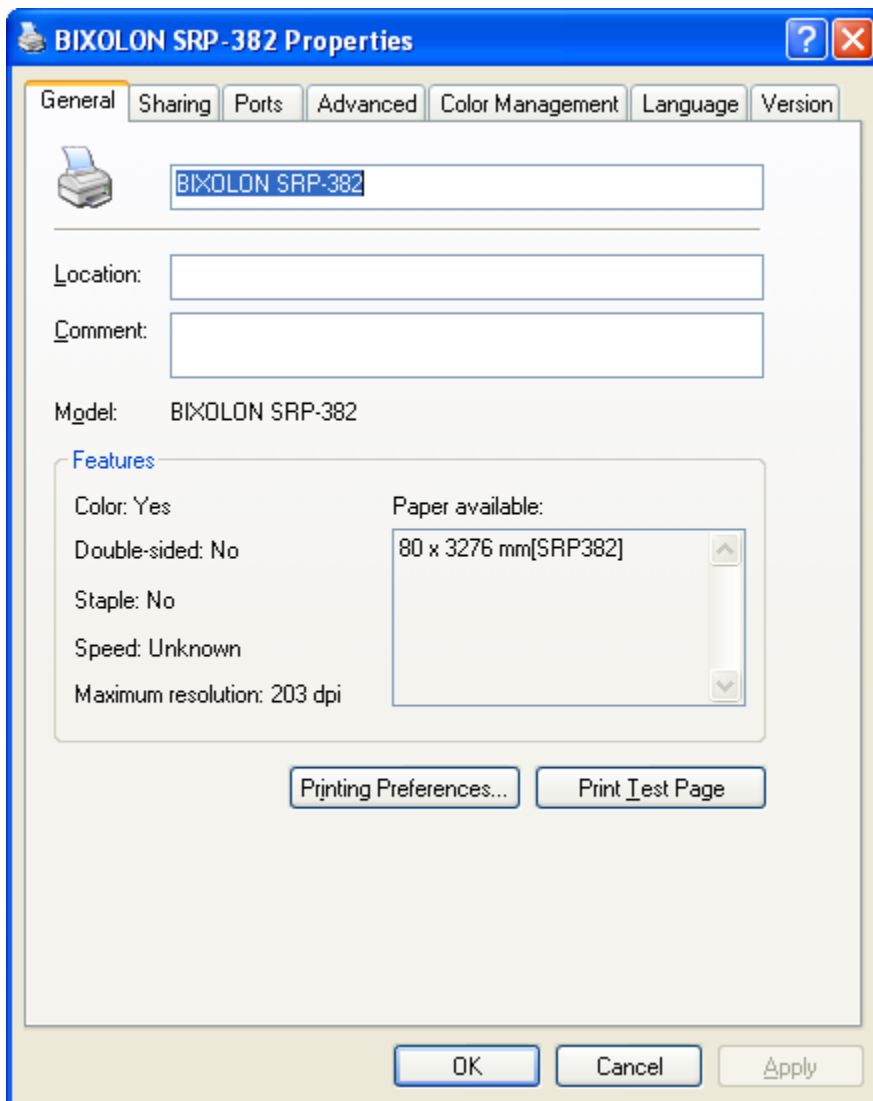 BIXOLON SRP-382 Properties
General Sharing Ports Advanced Color Management Language Version
BIXOLON SRP-382
Location:
Comment:
Model: BIXOLON SRP-382
Features
Color: Yes
Double-sided: No
Staple: No
Speed: Unknown
Maximum resolution: 203 dpi
Paper available:
80 x 3276 mm[SRP382]
Printing Preferences... Print Test Page
OK Cancel Apply